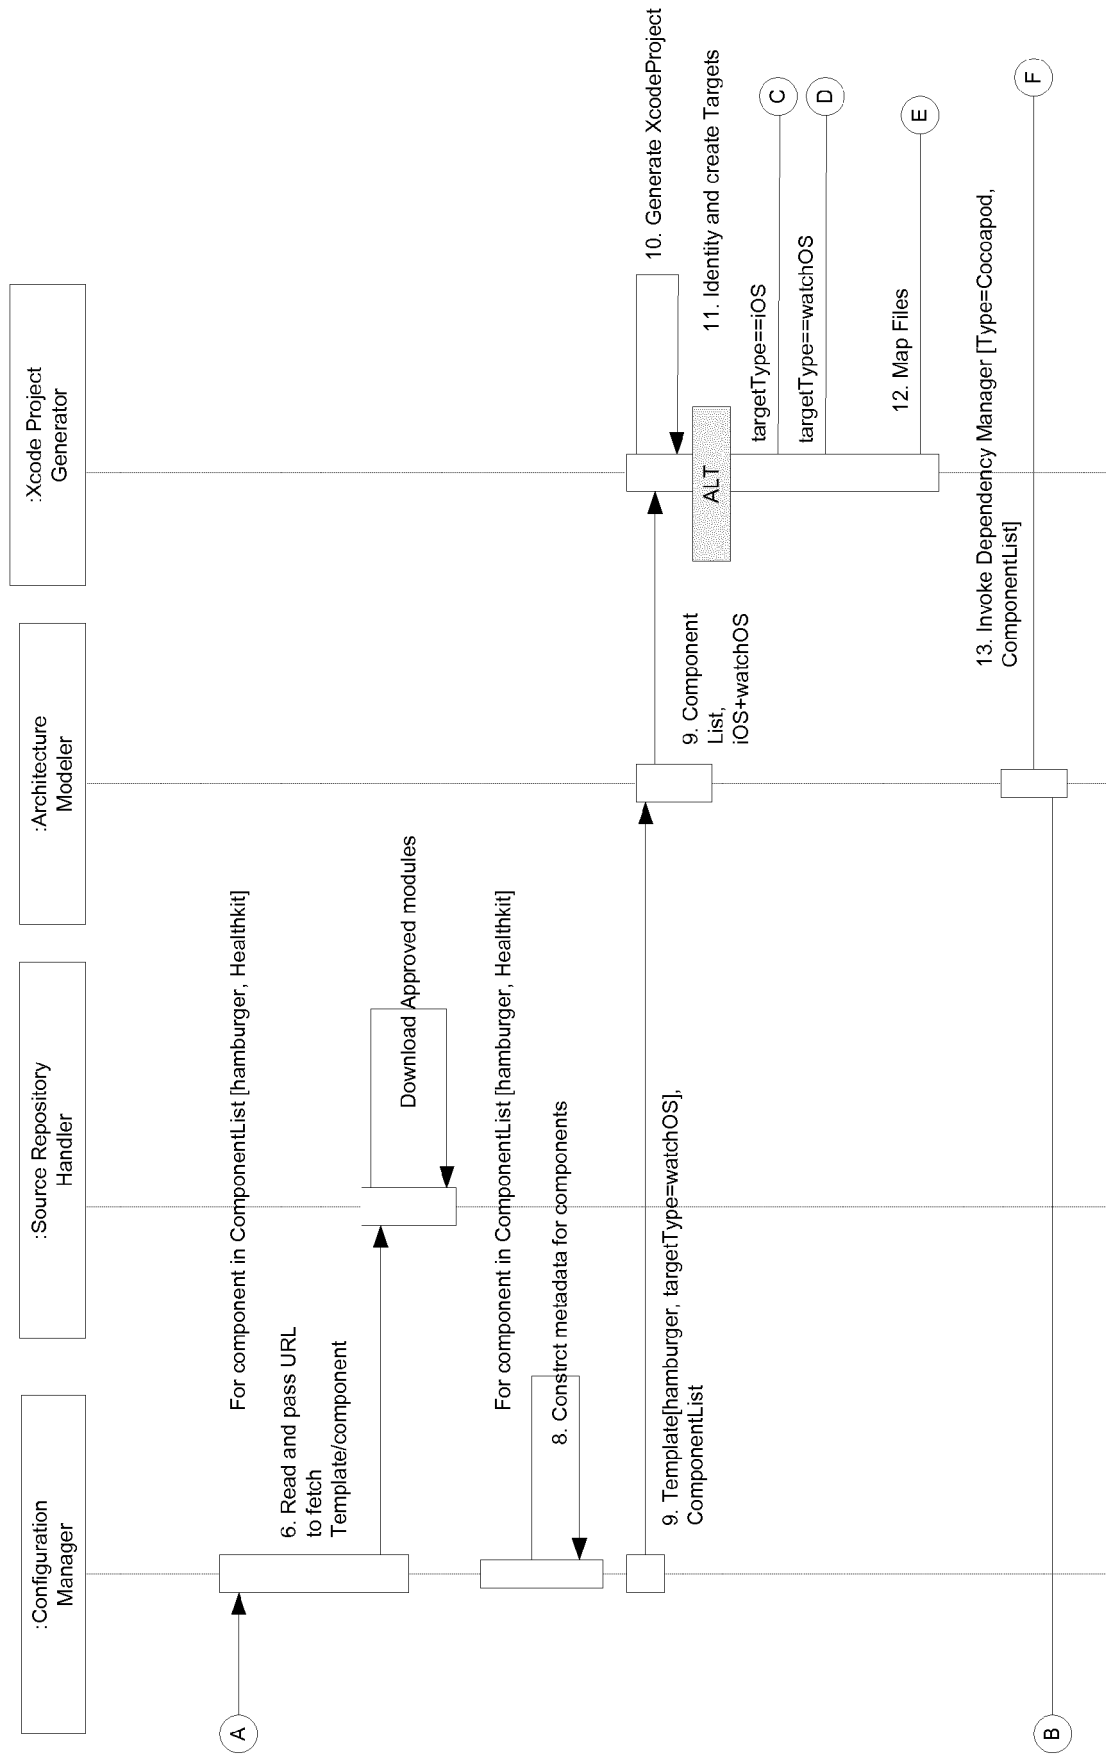 :Configuration
Manager
:Source Repository
Handler
:Architecture
Modeler
:Xcode Project
Generator
A
For component in ComponentList [hamburger, Healthkit]
6. Read and pass URL
to fetch
Template/component
Download Approved modules
For component in ComponentList [hamburger, Healthkit]
8. Constrct metadata for components
9. Template[hamburger, targetType=watchOS],
ComponentList
9. Component
List,
iOS+watchOS
10. Generate XcodeProject
ALT
11. Identity and create Targets
targetType==iOS
C
targetType==watchOS
D
12. Map Files
E
13. Invoke Dependency Manager [Type=Cocoapod,
ComponentList]
F
B